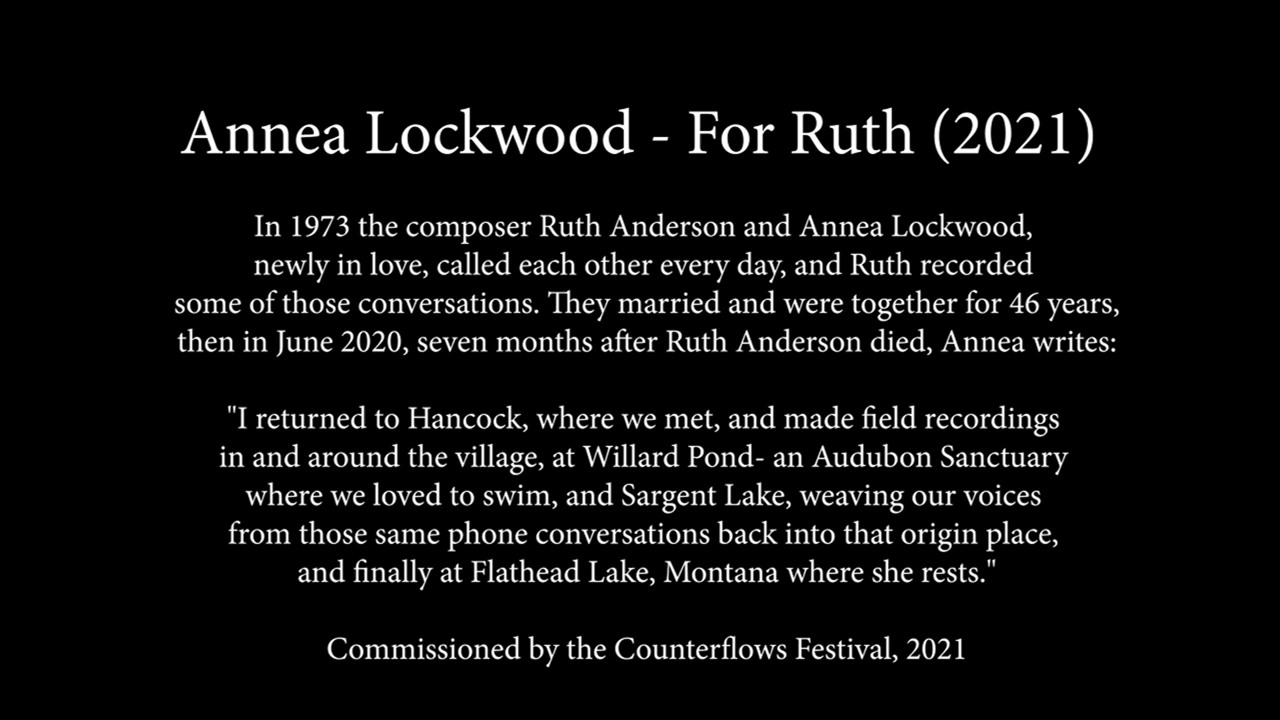 Annea Lockwood - For Ruth (2021)
In 1973 the composer Ruth Anderson and Annea Lockwood,
newly in love, called each other every day, and Ruth recorded
some of those conversations. They married and were together for 46 years,
then in June 2020, seven months after Ruth Anderson died, Annea writes:
"I returned to Hancock, where we met, and made field recordings
in and around the village, at Willard Pond- an Audubon Sanctuary
where we loved to swim, and Sargent Lake, weaving our voices
from those same phone conversations back into that origin place,
and finally at Flathead Lake, Montana where she rests."
Commissioned by the Counterflows Festival, 2021